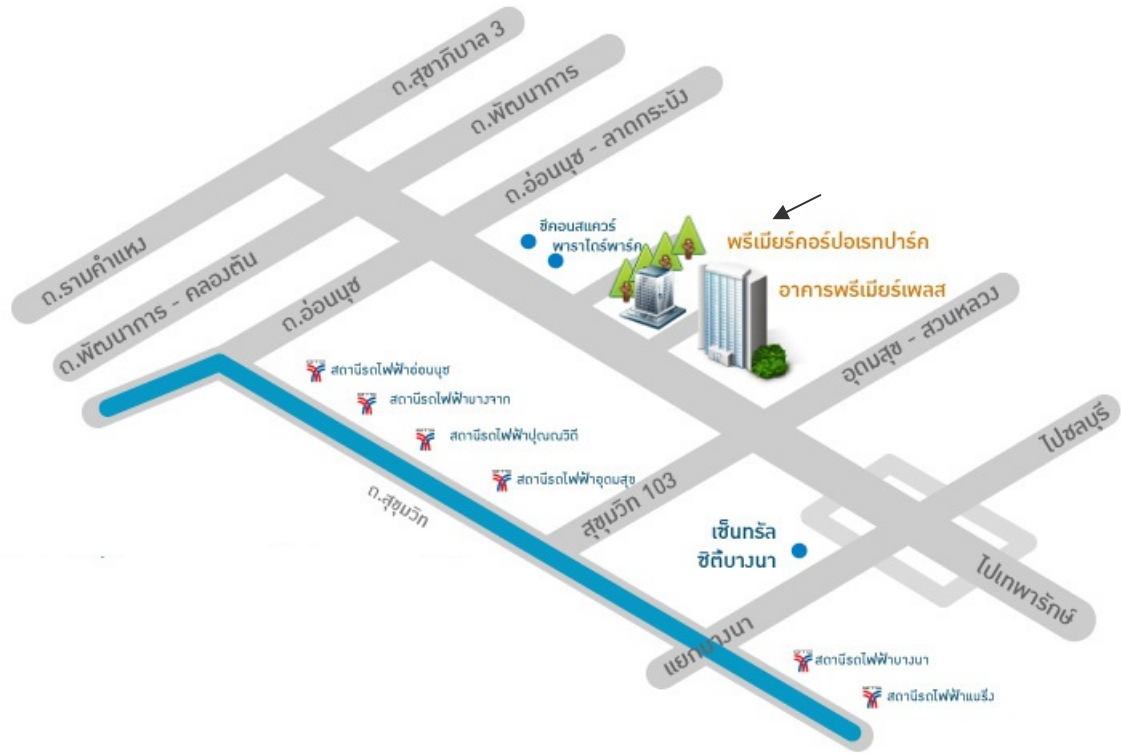 ถ.สุขาภิบาล 3
ถ.พัฒนาการ
ถ.อ่อนนุช - ลาดกระบัง
ซีคอนสแควร์
พาราไดร์พาร์ค
พรีเมียร์คอร์ปอเรทปาร์ค
อาคารพรีเมียร์เพลส
ถ.รามคำแหง
ถ.พัฒนาการ - คลองตัน
ถ.อ่อนนุช
อุดมสุข - สวนหลวง
สถานีรถไฟฟ้าอ่อนนุช
สถานีรถไฟฟ้าบางจาก
สถานีรถไฟฟ้าปุณณวิถี
สถานีรถไฟฟ้าอุดมสุข
ไปชลบุรี
ถ.สุขุมวิท
สุขุมวิท 103
เซ็นทรัล
ซิตี้บางนา
ไปเทพารักษ์
แยกบางนา
สถานีรถไฟฟ้าบางนา
สถานีรถไฟฟ้าแบริ่ง